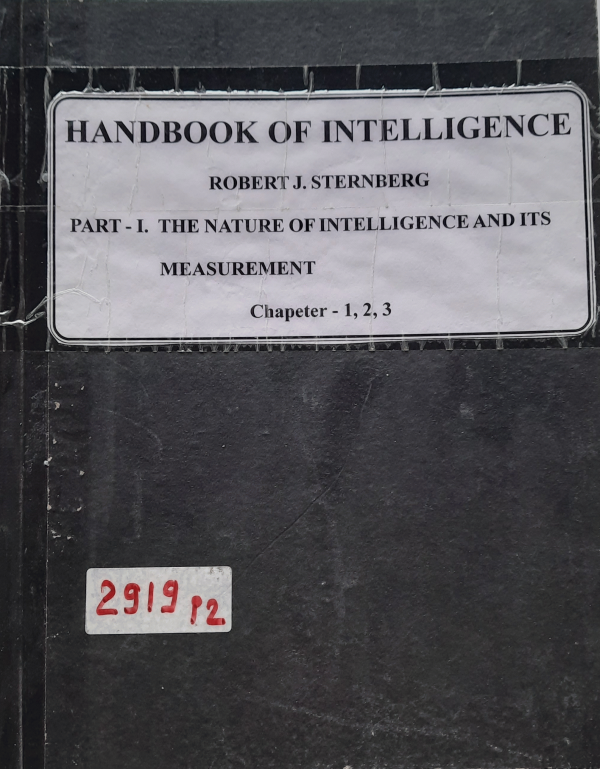 HANDBOOK OF INTELLIGENCE
ROBERT J. STERNBERG
PART - I. THE NATURE OF INTELLIGENCE AND ITS
MEASUREMENT
Chapeter - 1, 2, 3
2919 P2